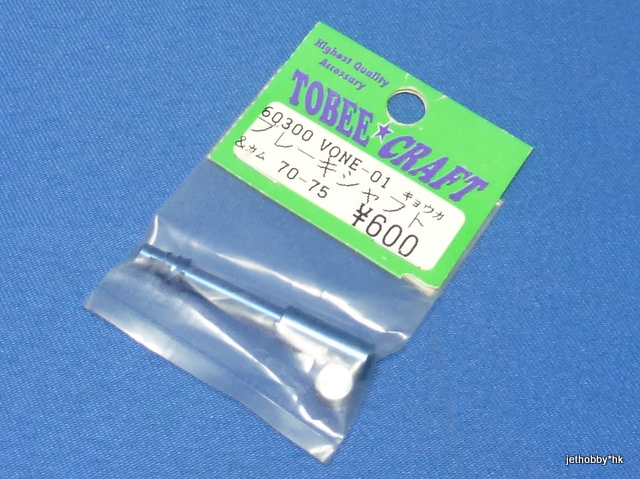 Highest Quality
Accessary
TOBEE★CRAFT
60300 VONE-01 キョウカ
ブレーキシャフト
&カム 70-75 ¥600
jethobby*hk